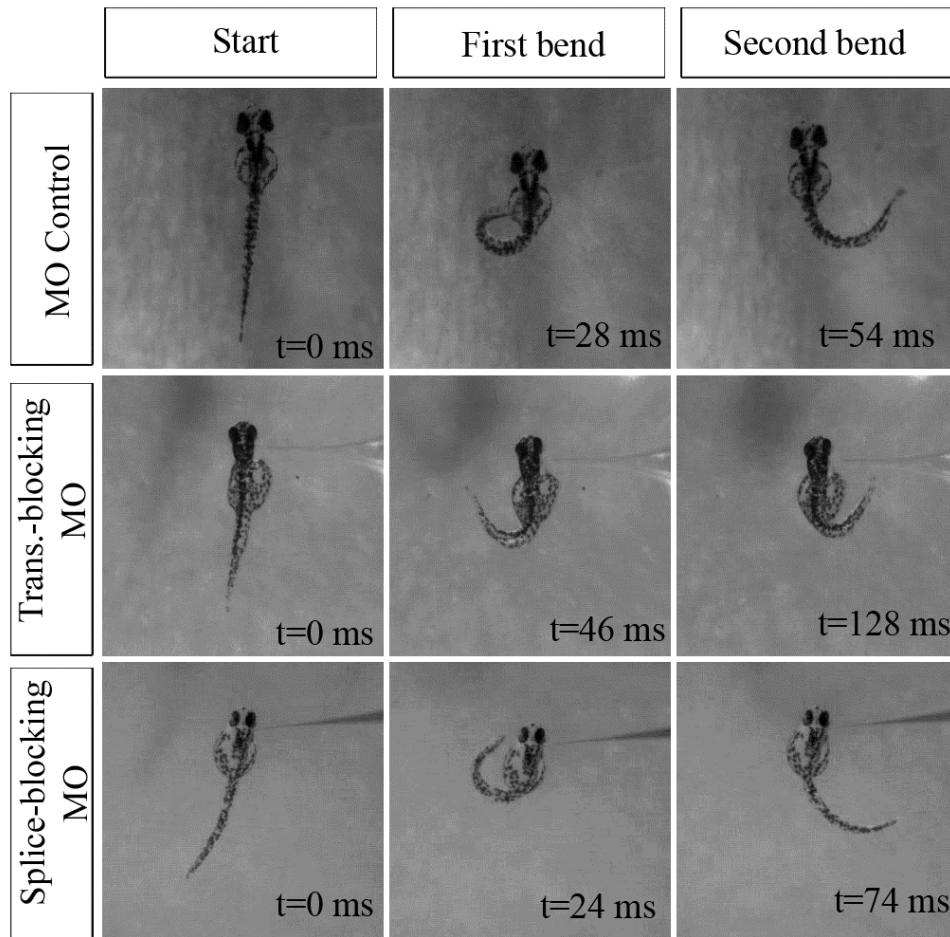 Start
First bend
Second bend
MO Control
t=0 ms
t=28 ms
t=54 ms
Trans.-blocking
MO
t=0 ms
t=46 ms
t=128 ms
Splice-blocking
MO
t=0 ms
t=24 ms
t=74 ms